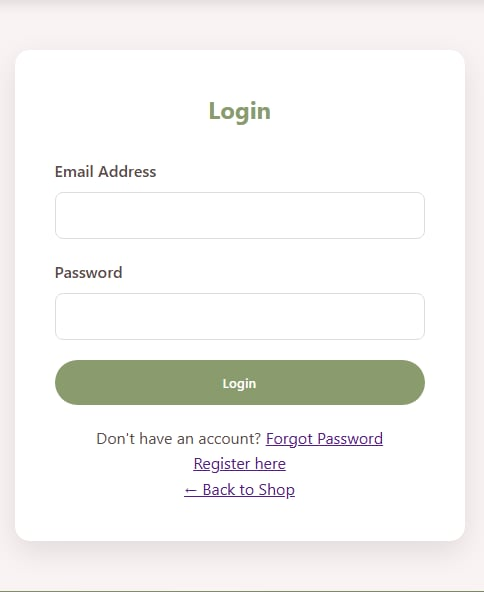 Login
Email Address
Password
Login
Don't have an account? Forgot Password
Register here
← Back to Shop